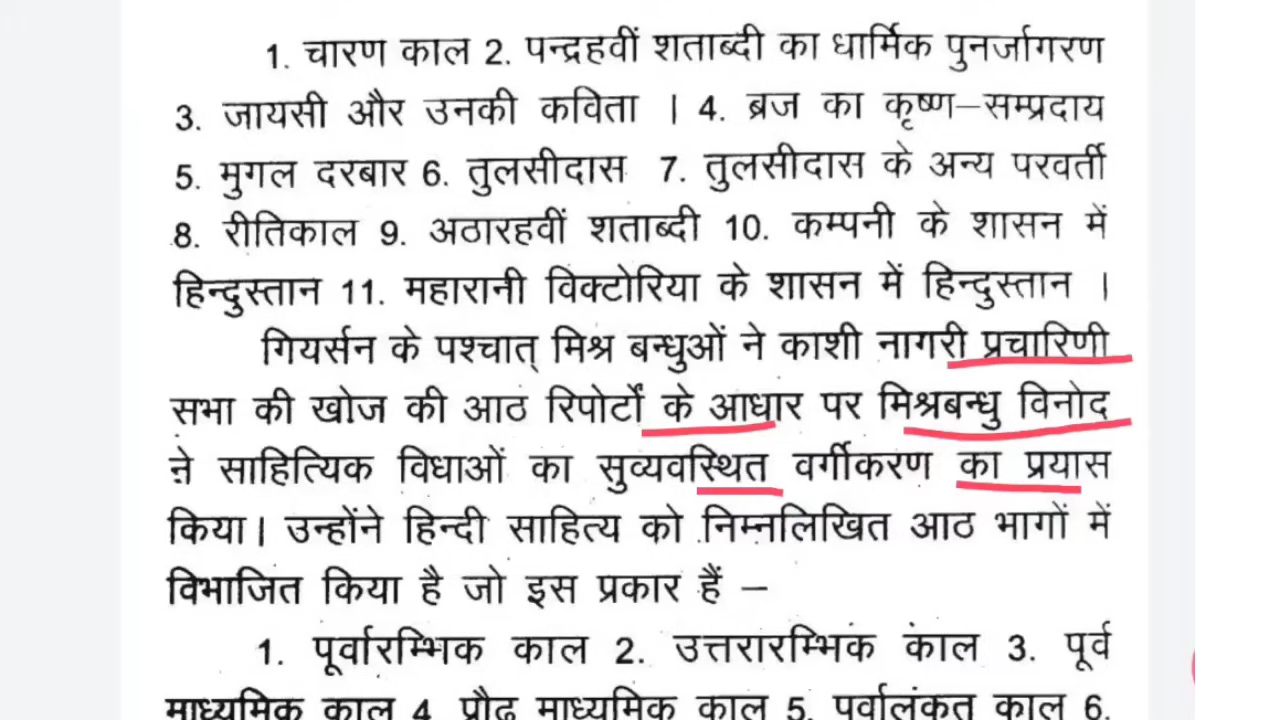 1. चारण काल 2. पन्द्रहवीं शताब्दी का धार्मिक पुनर्जागरण
3. जायसी और उनकी कविता । 4. ब्रज का कृष्ण–सम्प्रदाय
5. मुगल दरबार 6. तुलसीदास 7. तुलसीदास के अन्य परवर्ती
8. रीतिकाल 9. अठारहवीं शताब्दी 10. कम्पनी के शासन में
हिन्दुस्तान 11. महारानी विक्टोरिया के शासन में हिन्दुस्तान ।
गियर्सन के पश्चात् मिश्र बन्धुओं ने काशी नागरी प्रचारिणी
सभा की खोज की आठ रिपोर्टों के आधार पर मिश्रबन्धु विनोद
ने साहित्यिक विधाओं का सुव्यवस्थित वर्गीकरण का प्रयास
किया। उन्होंने हिन्दी साहित्य को निम्नलिखित आठ भागों में
विभाजित किया है जो इस प्रकार हैं –
1. पूर्वारम्भिक काल 2. उत्तरारम्भिक काल 3. पूर्व
माध्यमिक काल 4. प्रौढ़ माध्यमिक काल 5. पूर्वालंकृत काल 6.